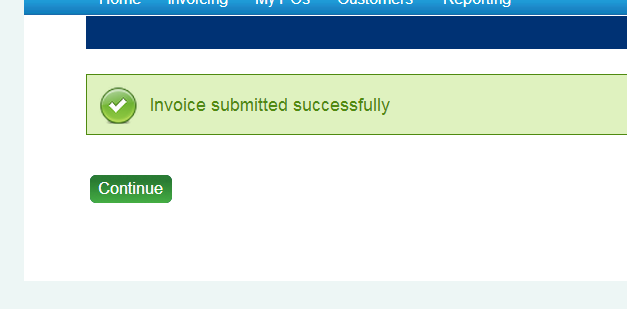 Home Invoicing My POs Customers Reporting
Invoice submitted successfully
Continue